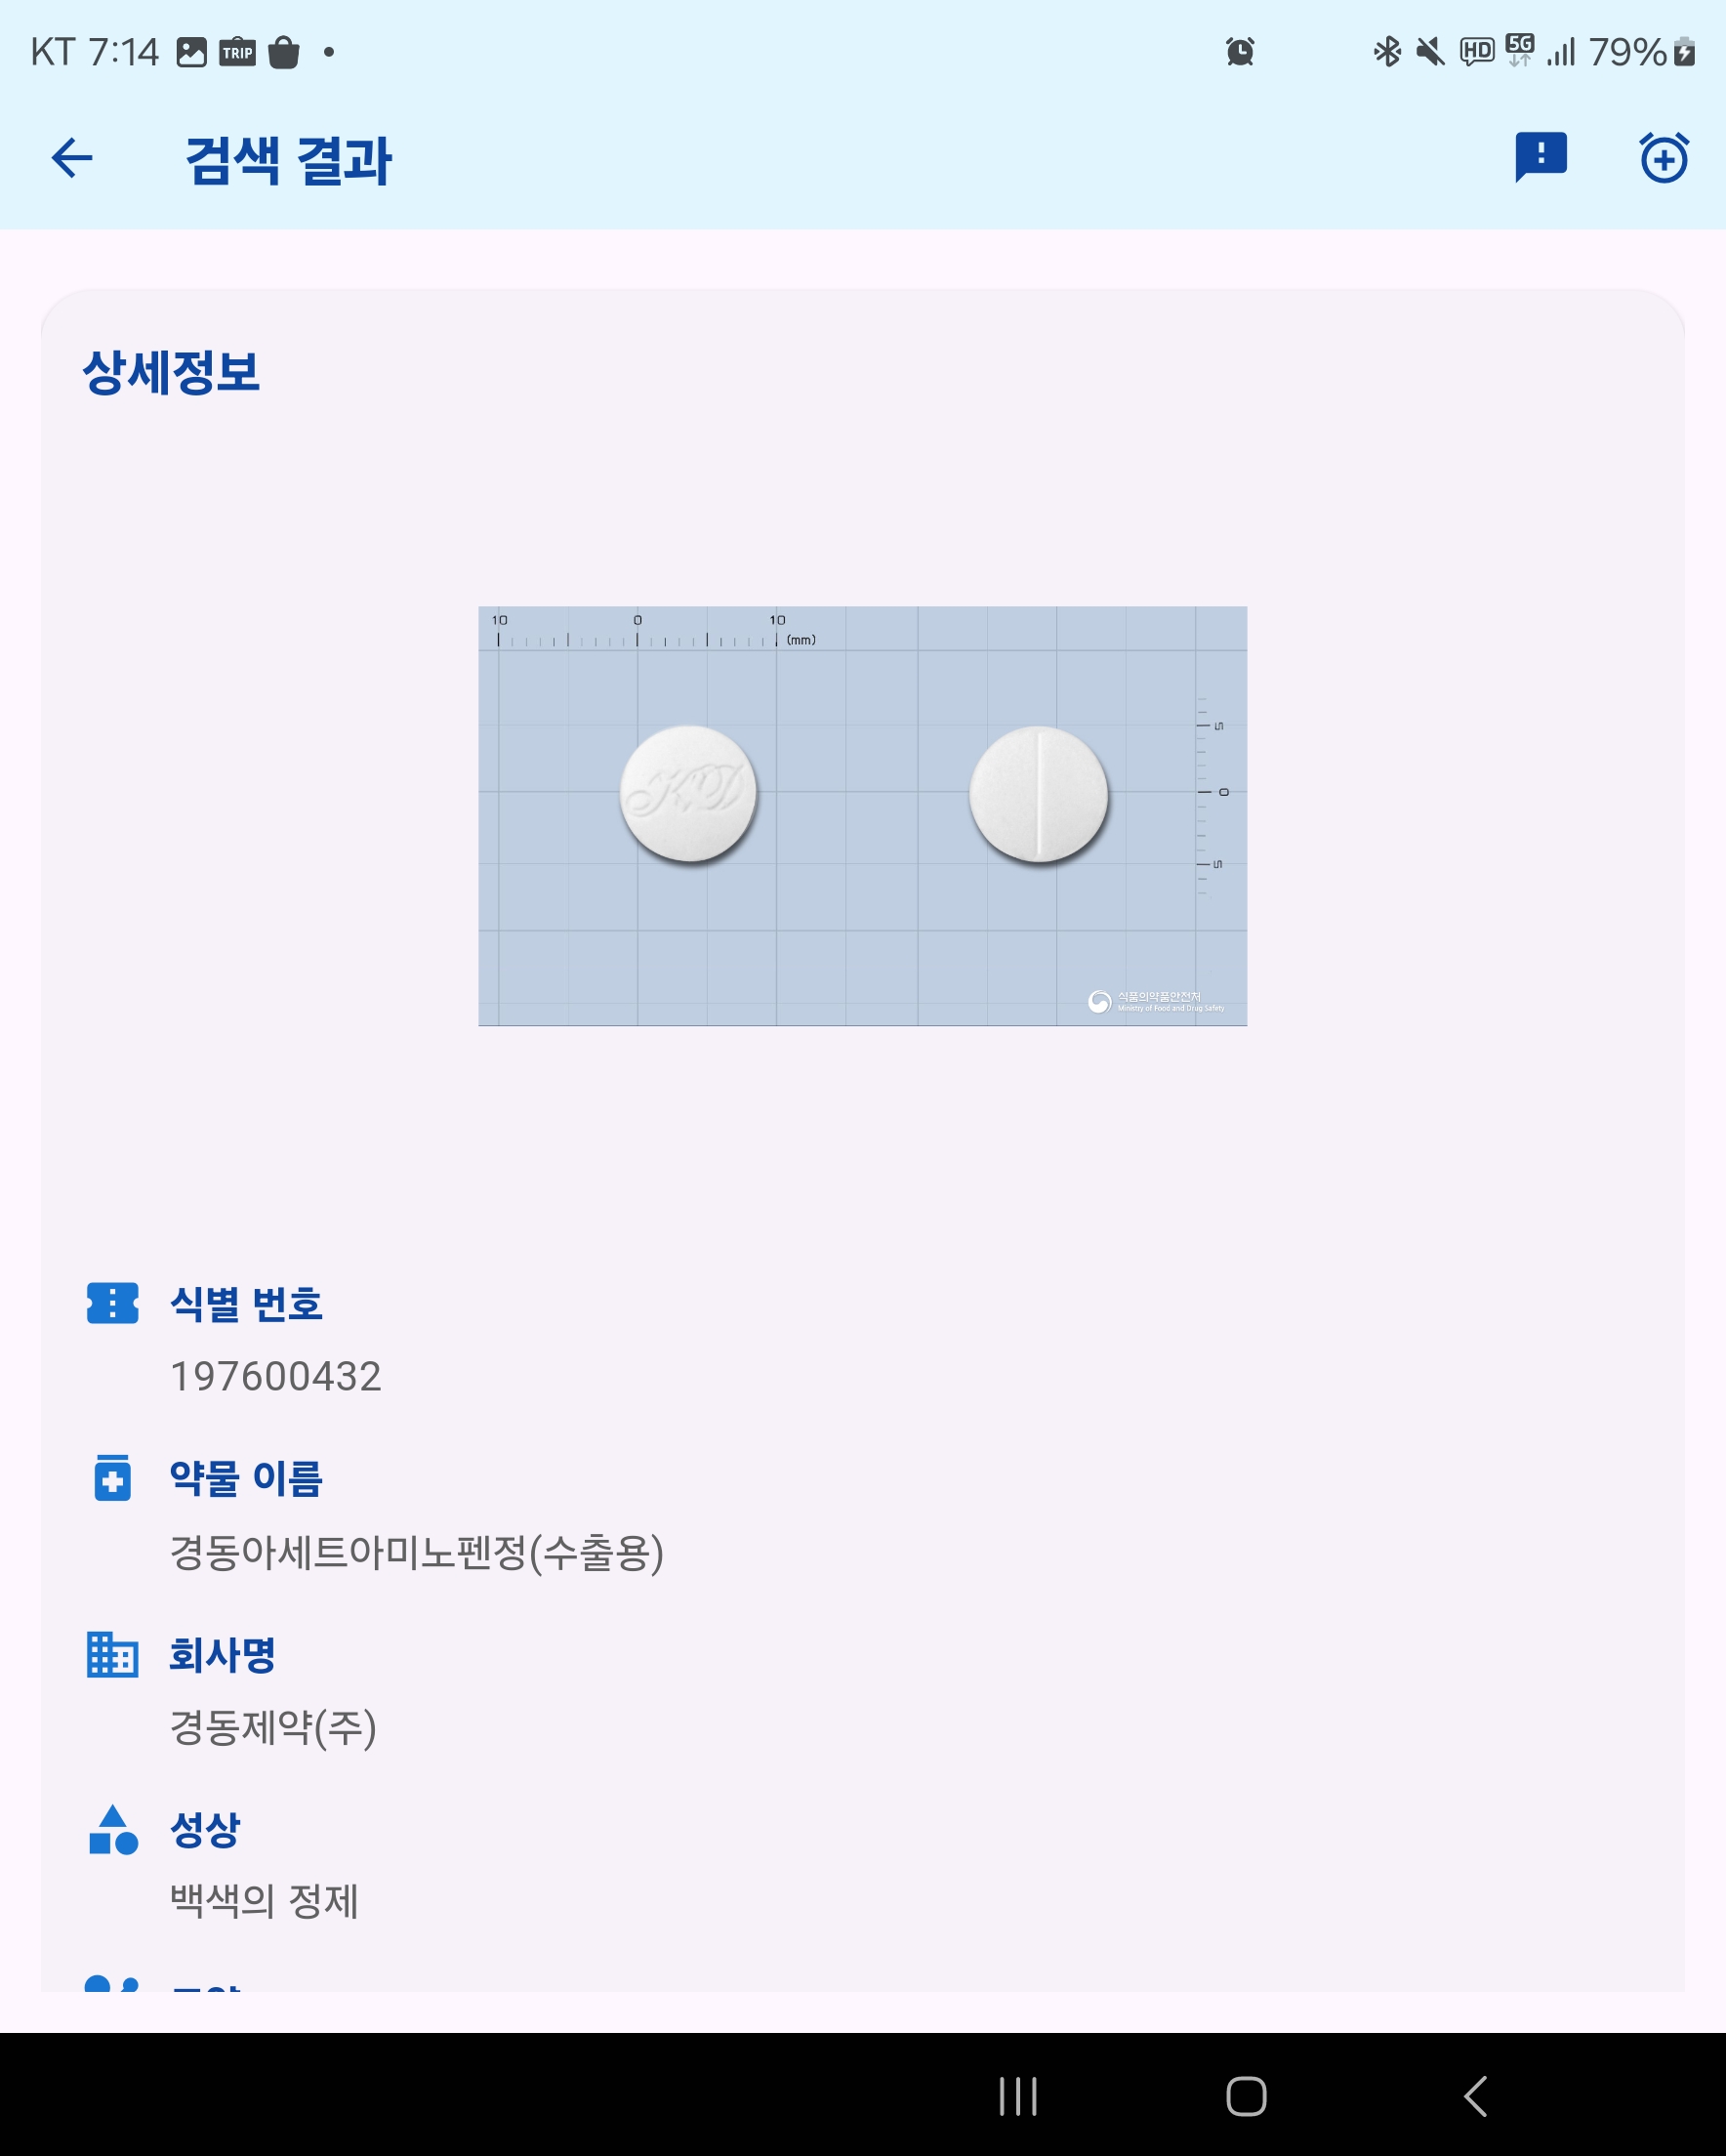 KT 7:14 TRIP HD 5G 79%
검색 결과
상세정보
10 0 10 (mm)
KD
5
0
5
식품의약품안전처
Ministry of Food and Drug Safety
식별 번호
197600432
약물 이름
경동아세트아미노펜정(수출용)
회사명
경동제약(주)
성상
백색의 정제